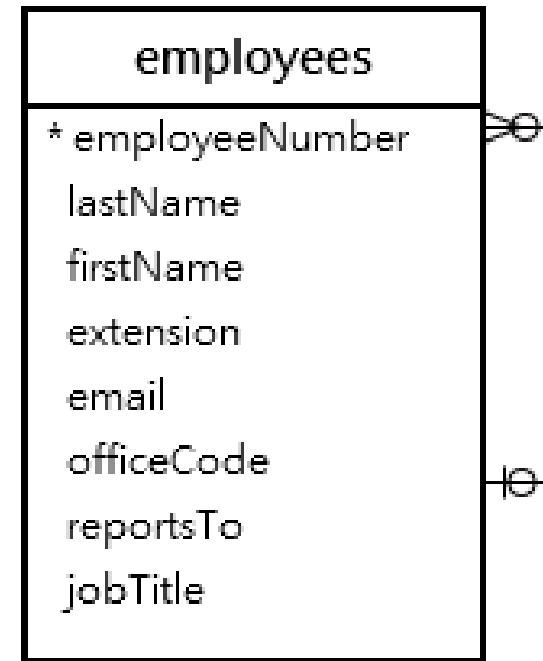 employees
* employeeNumber
lastName
firstName
extension
email
officeCode
reportsTo
jobTitle